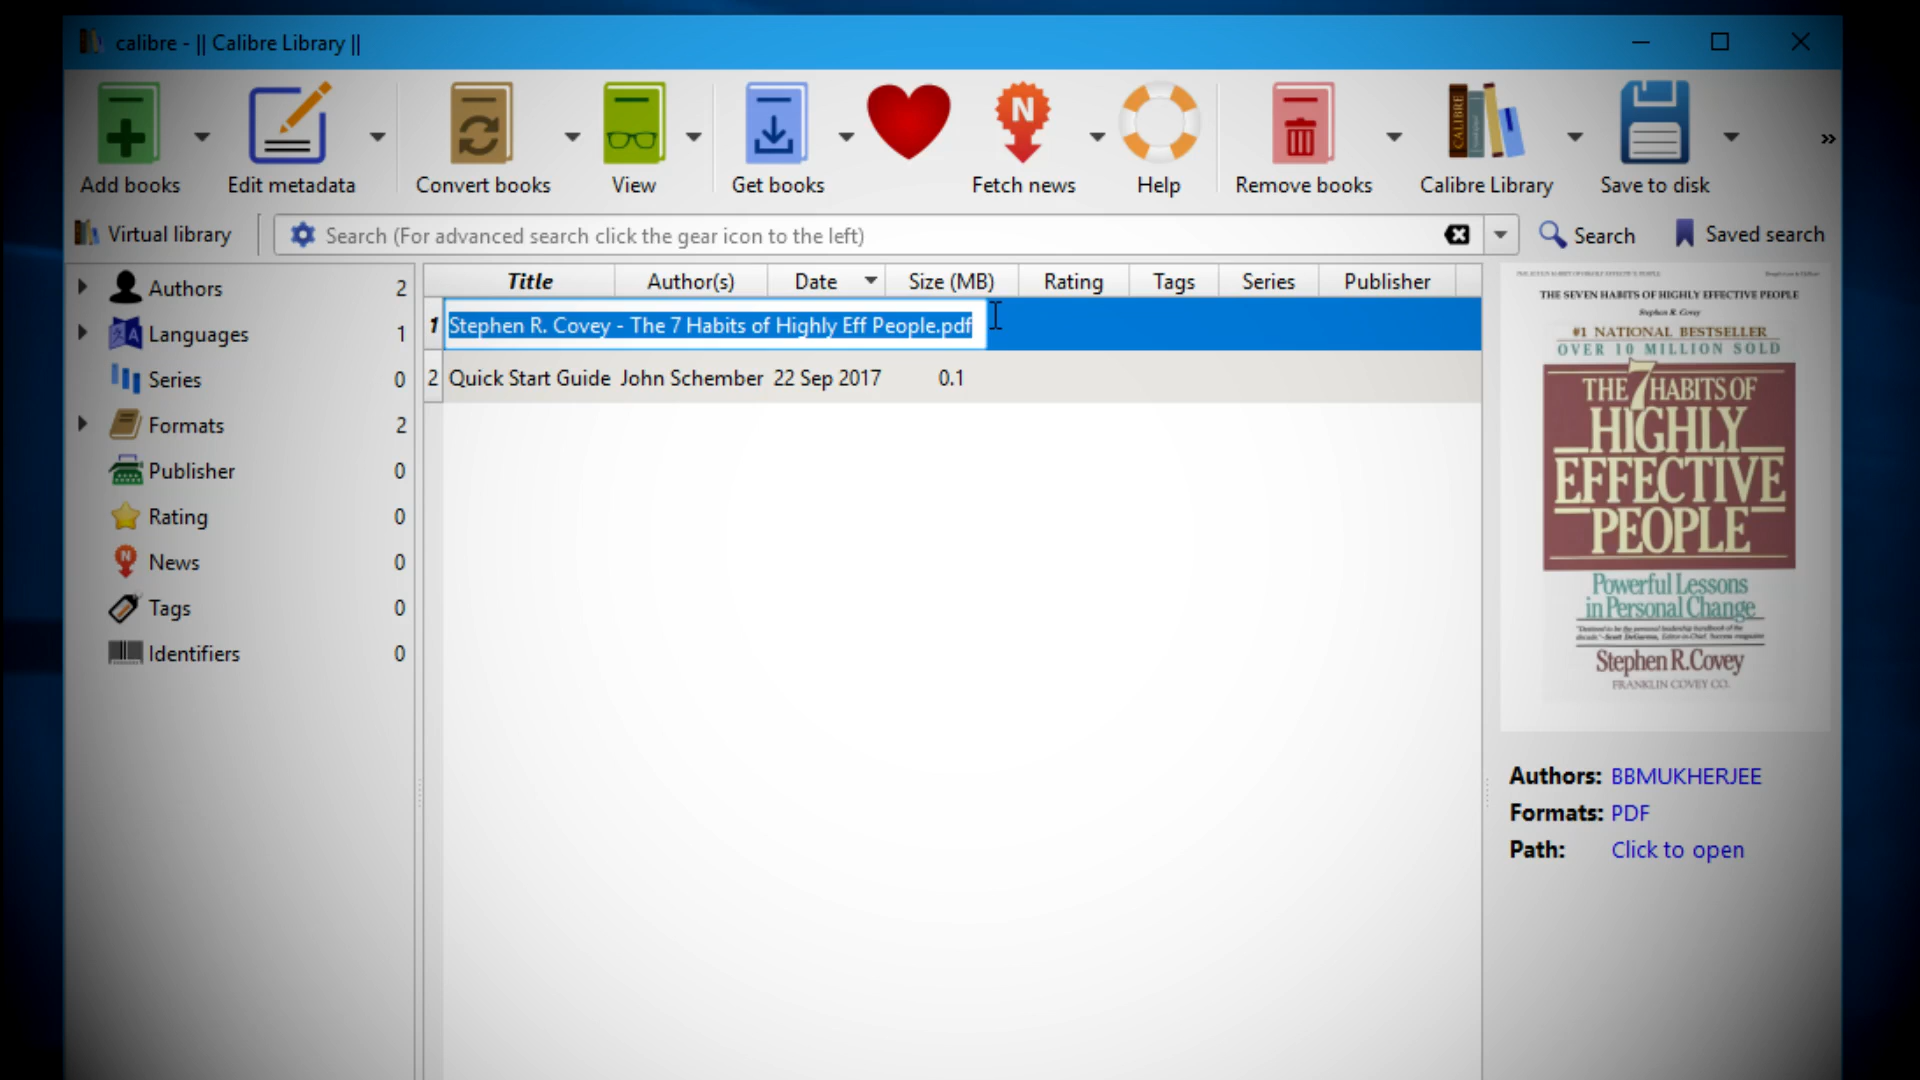 calibre - || Calibre Library ||
Add books
Edit metadata
Convert books
View
Get books
N
Fetch news
Help
Remove books
CALIBRE
Calibre Library
Save to disk
»
Virtual library
Search (For advanced search click the gear icon to the left)
Search
Saved search
Authors 2
Languages 1
Series 0
Formats 2
Publisher 0
Rating 0
News 0
Tags 0
Identifiers 0
Title Author(s) Date Size (MB) Rating Tags Series Publisher
1 Stephen R. Covey - The 7 Habits of Highly Eff People.pdf
2 Quick Start Guide John Schember 22 Sep 2017 0.1
THE SEVEN HABITS OF HIGHLY EFFECTIVE PEOPLE
Stephen R. Covey
#1 NATIONAL BESTSELLER
OVER 10 MILLION SOLD
THE 7 HABITS OF
HIGHLY
EFFECTIVE
PEOPLE
Powerful Lessons
in Personal Change
Stephen R. Covey
FRANKLIN COVEY CO.
Authors: BBMUKHERJEE
Formats: PDF
Path: Click to open